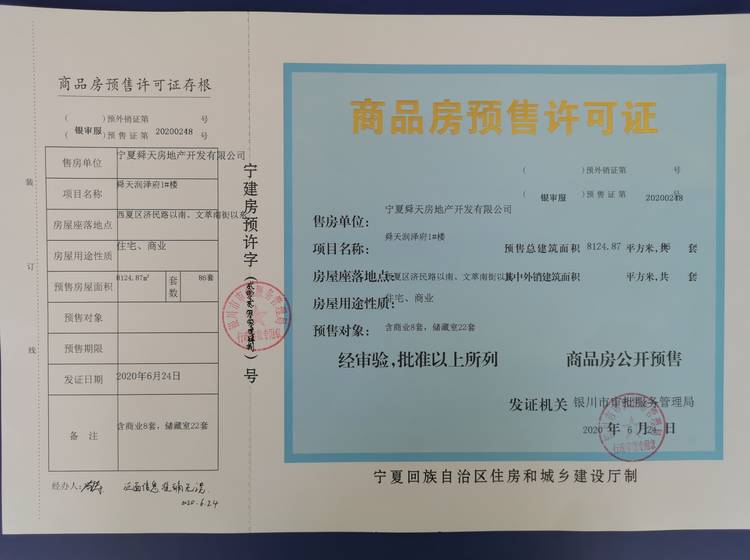 商品房预售许可证存根
( )预外销证第 号
( 银审服 )预售证第 20200248 号
售房单位 宁夏舜天房地产开发有限公司
项目名称 舜天润泽府1#楼
房屋座落地点 西夏区济民路以南、文萃南街以东
房屋用途性质 住宅、商业
预售房屋面积 8124.87m² 套数 86套
预售对象
预售期限
发证日期 2020年6月24日
备注 含商业8套，储藏室22套
经办人：
正面信息准确无误
2020.6.24
装
订
线
宁建房预许字( )号
商品房预售许可证
( )预外销证第 号
( 银审服 )预售证第 20200248 号
售房单位： 宁夏舜天房地产开发有限公司
项目名称： 舜天润泽府1#楼 预售总建筑面积 8124.87 平方米,共 86 套
房屋座落地点： 西夏区济民路以南、文萃南街以东 其中外销建筑面积 平方米,共 套
房屋用途性质： 住宅、商业
预售对象： 含商业8套，储藏室22套
经审验,批准以上所列 商品房公开预售
发证机关 银川市审批服务管理局
2020 年 6 月 24 日
宁夏回族自治区住房和城乡建设厅制